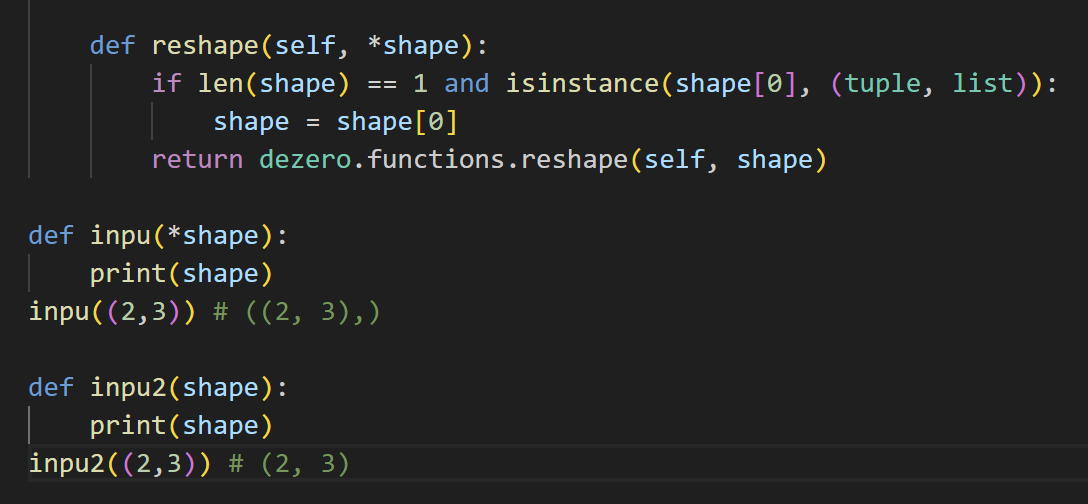 def reshape(self, *shape):
if len(shape) == 1 and isinstance(shape[0], (tuple, list)):
shape = shape[0]
return dezero.functions.reshape(self, shape)
def inpu(*shape):
print(shape)
inpu((2,3)) # ((2, 3),)
def inpu2(shape):
print(shape)
inpu2((2,3)) # (2, 3)